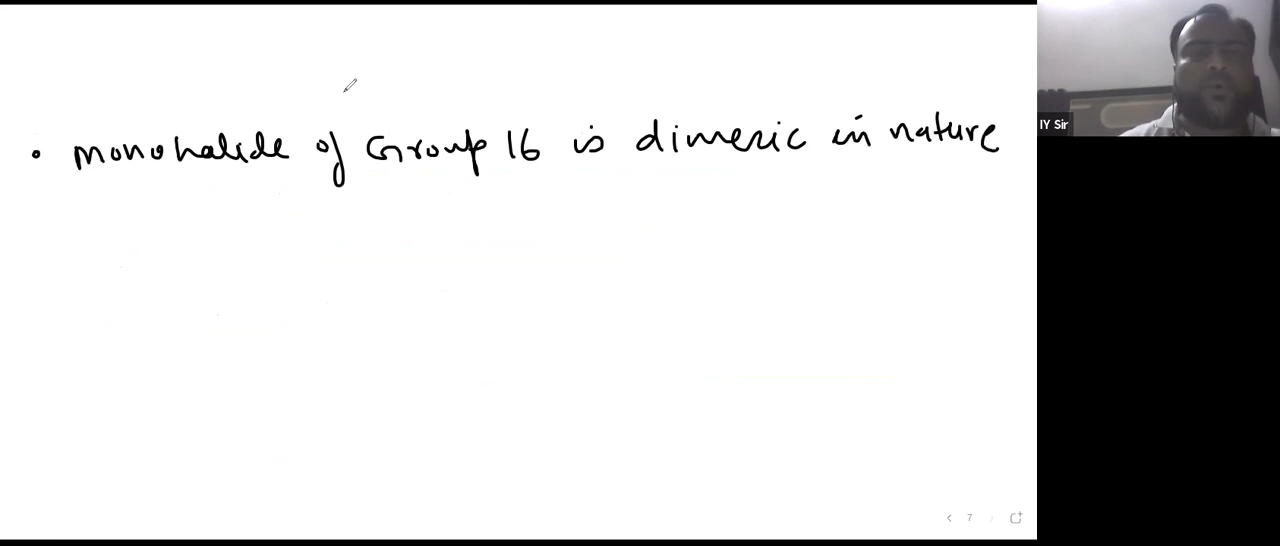 • monohalide of Group 16 is dimeric in nature
IY Sir
< 7 >